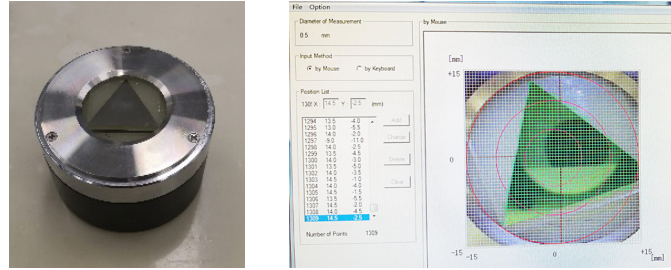 File Option
Diameter of Measurement
0.5 mm
Input Method
by Mouse by Keyboard
Position List
1309 X: 14.5 Y: -2.5 (mm)
1294 13.5 -4.0
1295 13.0 -5.5
1296 14.0 -2.0
1297 -9.0 -11.0
1298 14.0 -2.5
1299 13.5 -4.5
1300 14.0 -3.0
1301 13.5 -5.0
1302 14.0 -3.5
1303 14.5 -1.0
1304 14.0 -4.0
1305 14.5 -1.5
1306 13.5 -5.5
1307 14.5 -2.0
1308 14.0 -4.5
1309 14.5 -2.5
Add
Change
Delete
Clear
Number of Points 1309
by Mouse
[mm]
+15
0
-15
-15 0 +15 [mm]